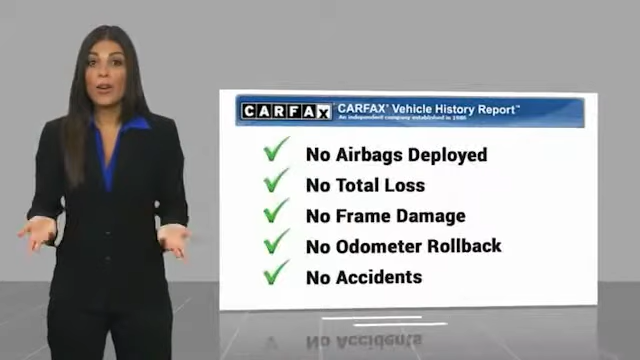 CARFAX CARFAX® Vehicle History Report™
An independent company established in 1986
No Airbags Deployed
No Total Loss
No Frame Damage
No Odometer Rollback
No Accidents